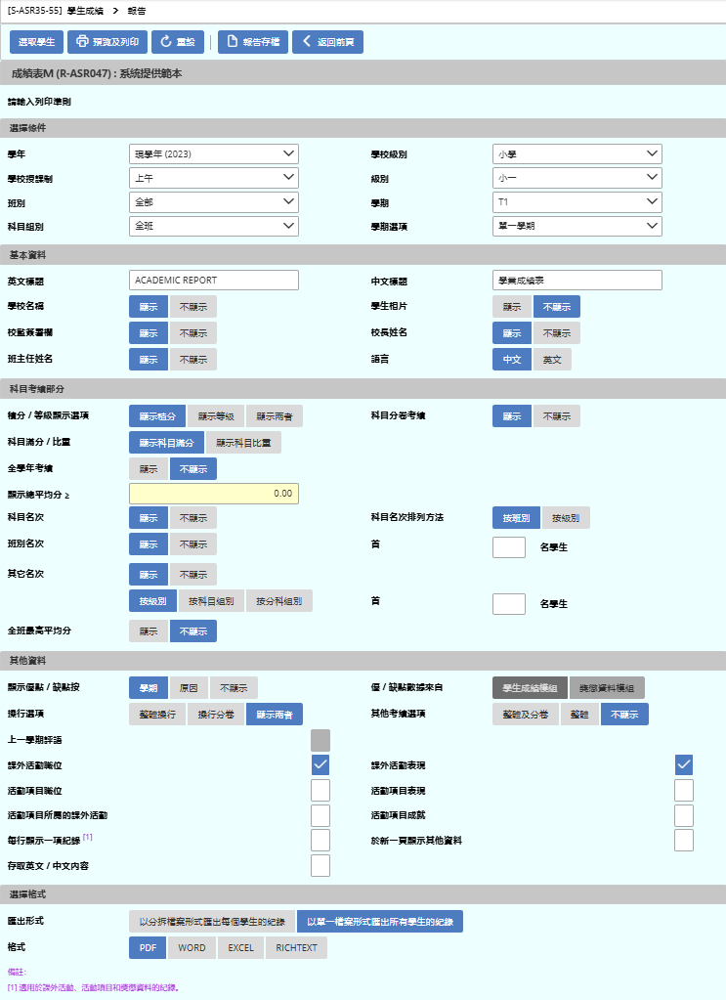 [S-ASR35-55] 學生成績 > 報告
選取學生 預覽及列印 重設 報告存檔 返回前頁
成績表M (R-ASR047) : 系統提供範本
請輸入列印準則
選擇條件
學年 現學年 (2023) 學校級別 小學
學校授課制 上午 級別 小一
班別 全部 學期 T1
科目組別 全班 學期選項 單一學期
基本資料
英文標題 ACADEMIC REPORT 中文標題 學業成績表
學校名稱 顯示 不顯示 學生相片 顯示 不顯示
校監簽署欄 顯示 不顯示 校長姓名 顯示 不顯示
班主任姓名 顯示 不顯示 語言 中文 英文
科目考績部分
積分 / 等級顯示選項 顯示積分 顯示等級 顯示兩者 科目分卷考績 顯示 不顯示
科目滿分 / 比重 顯示科目滿分 顯示科目比重
全學年考績 顯示 不顯示
顯示總平均分 ≥ 0.00
科目名次 顯示 不顯示 科目名次排列方法 按班別 按級別
班別名次 顯示 不顯示 首 名學生
其它名次 顯示 不顯示
按級別 按科目組別 按分科組別 首 名學生
全班最高平均分 顯示 不顯示
其他資料
顯示優點 / 缺點按 學期 原因 不顯示 優 / 缺點數據來自 學生成績模組 獎懲資料模組
操行選項 整體操行 操行分卷 顯示兩者 其他考績選項 整體及分卷 整體 不顯示
上一學期評語
課外活動職位 課外活動表現
活動項目職位 活動項目表現
活動項目所屬的課外活動 活動項目成就
每行顯示一項紀錄 [1] 於新一頁顯示其他資料
存取英文 / 中文內容
選擇格式
匯出形式 以分拆檔案形式匯出每個學生的紀錄 以單一檔案形式匯出所有學生的紀錄
格式 PDF WORD EXCEL RICHTEXT
備註:
[1] 適用於課外活動、活動項目和獎懲資料的紀錄。